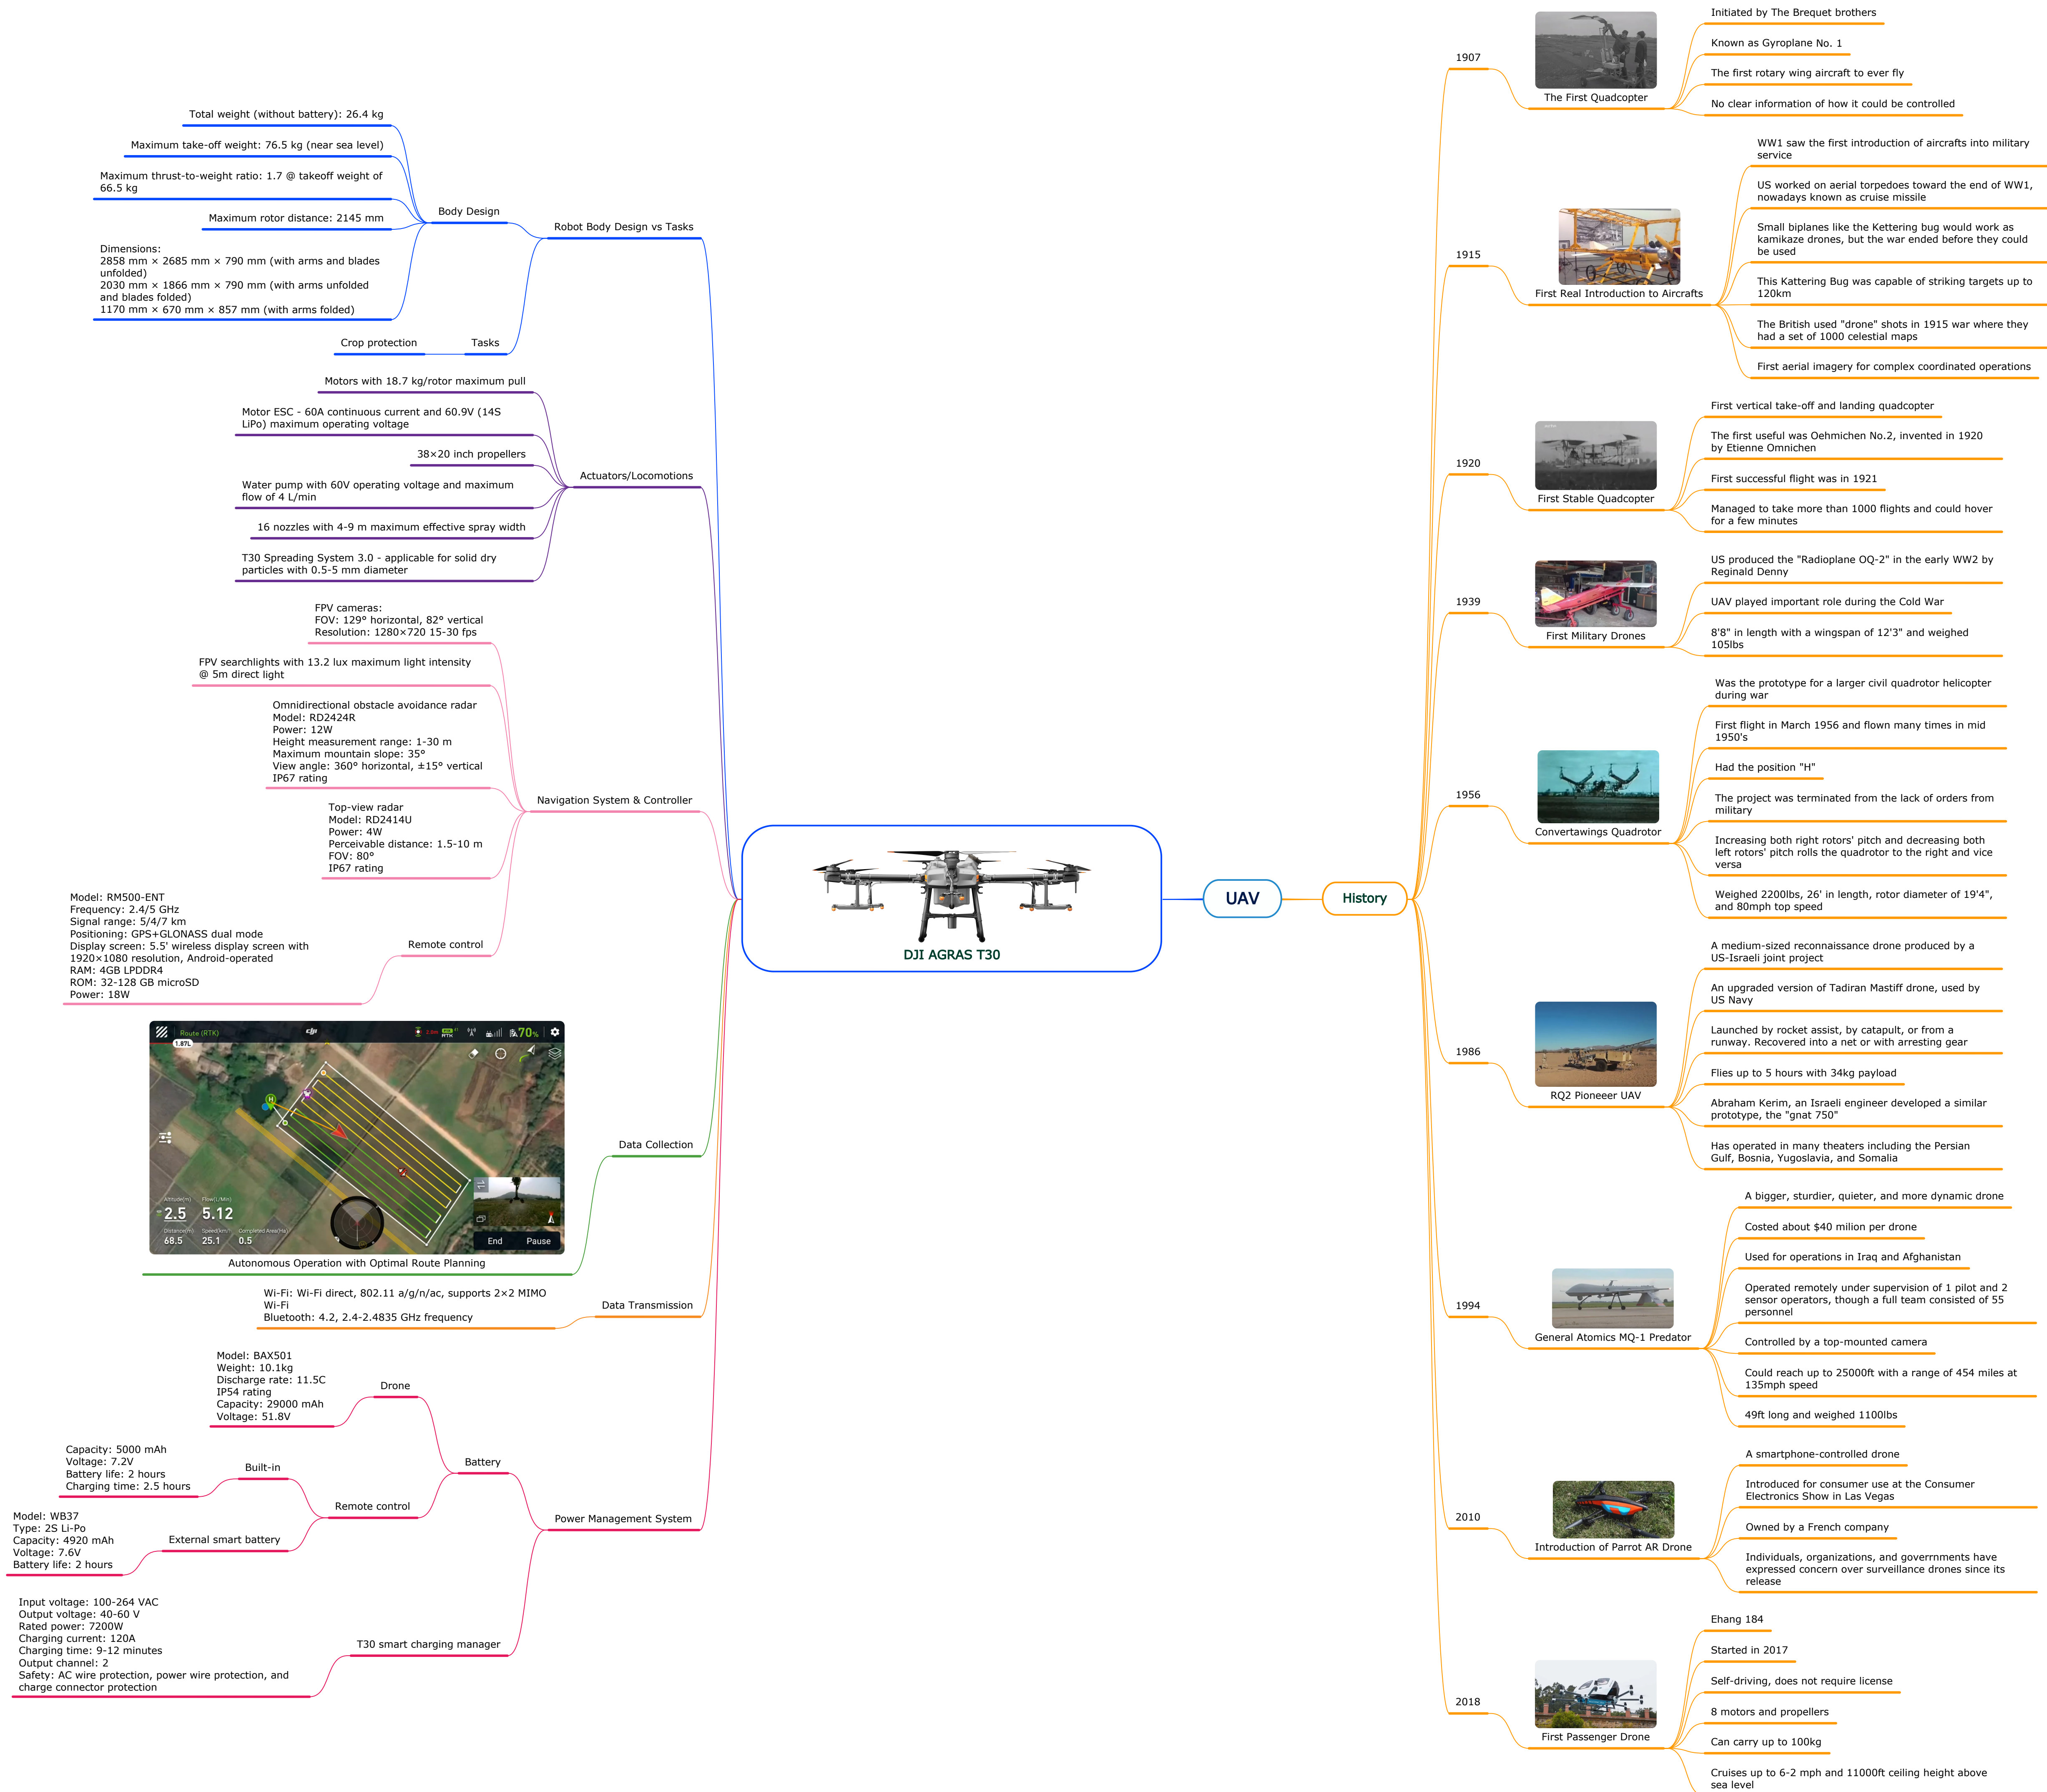 Total weight (without battery): 26.4 kg
Maximum take-off weight: 76.5 kg (near sea level)
Maximum thrust-to-weight ratio: 1.7 @ takeoff weight of
66.5 kg
Maximum rotor distance: 2145 mm
Dimensions:
2858 mm × 2685 mm × 790 mm (with arms and blades
unfolded)
2030 mm × 1866 mm × 790 mm (with arms unfolded
and blades folded)
1170 mm × 670 mm × 857 mm (with arms folded)
Body Design
Robot Body Design vs Tasks
Crop protection
Tasks
Motors with 18.7 kg/rotor maximum pull
Motor ESC - 60A continuous current and 60.9V (14S
LiPo) maximum operating voltage
38×20 inch propellers
Water pump with 60V operating voltage and maximum
flow of 4 L/min
16 nozzles with 4-9 m maximum effective spray width
T30 Spreading System 3.0 - applicable for solid dry
particles with 0.5-5 mm diameter
Actuators/Locomotions
FPV cameras:
FOV: 129° horizontal, 82° vertical
Resolution: 1280×720 15-30 fps
FPV searchlights with 13.2 lux maximum light intensity
@ 5m direct light
Omnidirectional obstacle avoidance radar
Model: RD2424R
Power: 12W
Height measurement range: 1-30 m
Maximum mountain slope: 35°
View angle: 360° horizontal, ±15° vertical
IP67 rating
Top-view radar
Model: RD2414U
Power: 4W
Perceivable distance: 1.5-10 m
FOV: 80°
IP67 rating
Navigation System & Controller
Model: RM500-ENT
Frequency: 2.4/5 GHz
Signal range: 5/4/7 km
Positioning: GPS+GLONASS dual mode
Display screen: 5.5' wireless display screen with
1920×1080 resolution, Android-operated
RAM: 4GB LPDDR4
ROM: 32-128 GB microSD
Power: 18W
Remote control
Route (RTK)
dji
RTK
70%
1.87L
H
Altitude(m) Flow(L/Min)
2.5 5.12
Distance(m) Speed(km/h) Completed Area(Ha)
68.5 25.1 0.5
End Pause
Autonomous Operation with Optimal Route Planning
Data Collection
Wi-Fi: Wi-Fi direct, 802.11 a/g/n/ac, supports 2×2 MIMO
Wi-Fi
Bluetooth: 4.2, 2.4-2.4835 GHz frequency
Data Transmission
Model: BAX501
Weight: 10.1kg
Discharge rate: 11.5C
IP54 rating
Capacity: 29000 mAh
Voltage: 51.8V
Drone
Capacity: 5000 mAh
Voltage: 7.2V
Battery life: 2 hours
Charging time: 2.5 hours
Built-in
Battery
Remote control
Model: WB37
Type: 2S Li-Po
Capacity: 4920 mAh
Voltage: 7.6V
Battery life: 2 hours
External smart battery
Power Management System
Input voltage: 100-264 VAC
Output voltage: 40-60 V
Rated power: 7200W
Charging current: 120A
Charging time: 9-12 minutes
Output channel: 2
Safety: AC wire protection, power wire protection, and
charge connector protection
T30 smart charging manager
DJI AGRAS T30
UAV
History
1907
The First Quadcopter
Initiated by The Brequet brothers
Known as Gyroplane No. 1
The first rotary wing aircraft to ever fly
No clear information of how it could be controlled
1915
First Real Introduction to Aircrafts
WW1 saw the first introduction of aircrafts into military
service
US worked on aerial torpedoes toward the end of WW1,
nowadays known as cruise missile
Small biplanes like the Kettering bug would work as
kamikaze drones, but the war ended before they could
be used
This Kattering Bug was capable of striking targets up to
120km
The British used "drone" shots in 1915 war where they
had a set of 1000 celestial maps
First aerial imagery for complex coordinated operations
1920
First Stable Quadcopter
First vertical take-off and landing quadcopter
The first useful was Oehmichen No.2, invented in 1920
by Etienne Omnichen
First successful flight was in 1921
Managed to take more than 1000 flights and could hover
for a few minutes
1939
First Military Drones
US produced the "Radioplane OQ-2" in the early WW2 by
Reginald Denny
UAV played important role during the Cold War
8'8" in length with a wingspan of 12'3" and weighed
105lbs
1956
Convertawings Quadrotor
Was the prototype for a larger civil quadrotor helicopter
during war
First flight in March 1956 and flown many times in mid
1950's
Had the position "H"
The project was terminated from the lack of orders from
military
Increasing both right rotors' pitch and decreasing both
left rotors' pitch rolls the quadrotor to the right and vice
versa
Weighed 2200lbs, 26' in length, rotor diameter of 19'4",
and 80mph top speed
1986
RQ2 Pioneeer UAV
A medium-sized reconnaissance drone produced by a
US-Israeli joint project
An upgraded version of Tadiran Mastiff drone, used by
US Navy
Launched by rocket assist, by catapult, or from a
runway. Recovered into a net or with arresting gear
Flies up to 5 hours with 34kg payload
Abraham Kerim, an Israeli engineer developed a similar
prototype, the "gnat 750"
Has operated in many theaters including the Persian
Gulf, Bosnia, Yugoslavia, and Somalia
1994
General Atomics MQ-1 Predator
A bigger, sturdier, quieter, and more dynamic drone
Costed about $40 milion per drone
Used for operations in Iraq and Afghanistan
Operated remotely under supervision of 1 pilot and 2
sensor operators, though a full team consisted of 55
personnel
Controlled by a top-mounted camera
Could reach up to 25000ft with a range of 454 miles at
135mph speed
49ft long and weighed 1100lbs
2010
Introduction of Parrot AR Drone
A smartphone-controlled drone
Introduced for consumer use at the Consumer
Electronics Show in Las Vegas
Owned by a French company
Individuals, organizations, and goverrnments have
expressed concern over surveillance drones since its
release
2018
First Passenger Drone
Ehang 184
Started in 2017
Self-driving, does not require license
8 motors and propellers
Can carry up to 100kg
Cruises up to 6-2 mph and 11000ft ceiling height above
sea level